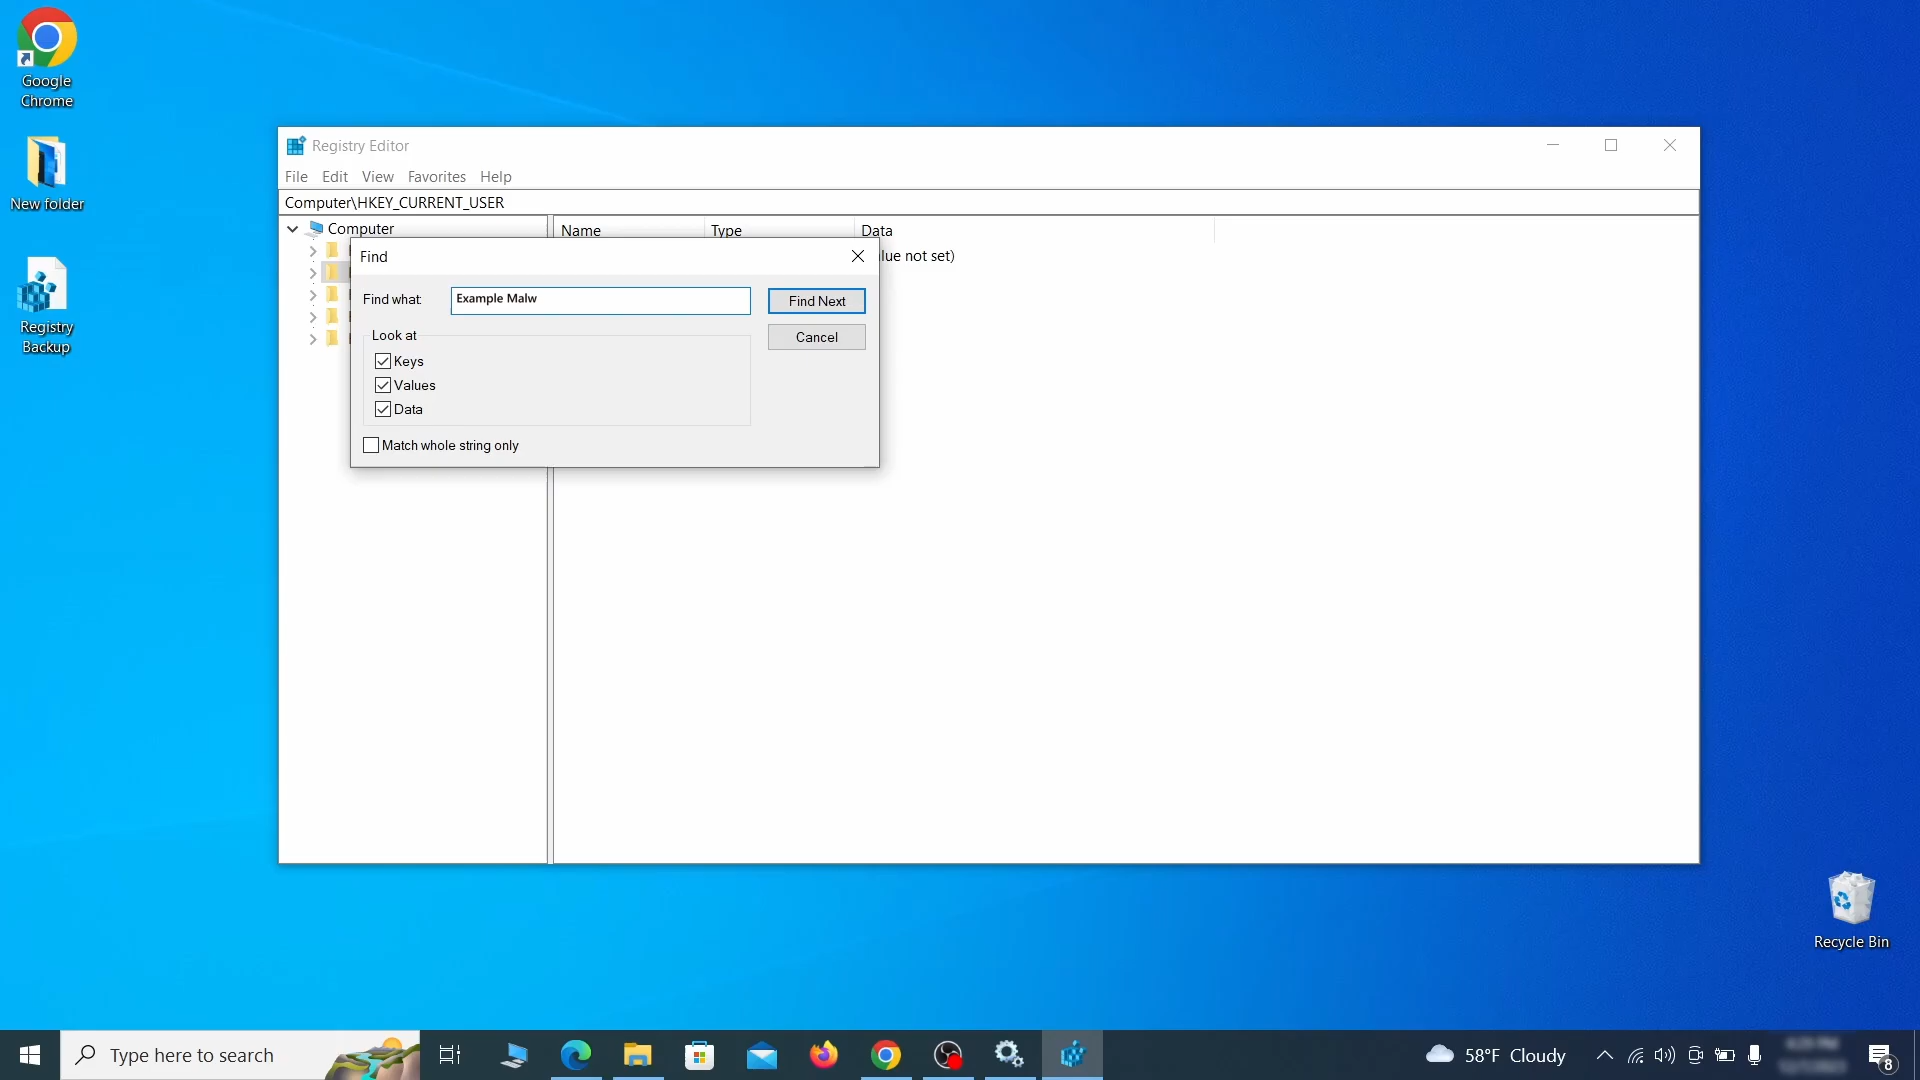 Google
Chrome
New folder
Registry
Backup
Registry Editor
File Edit View Favorites Help
Computer\HKEY_CURRENT_USER
Computer
Name Type Data
lue not set)
Find
Find what:
Example Malw
Find Next
Cancel
Look at
Keys
Values
Data
Match whole string only
Recycle Bin
Type here to search
58°F Cloudy
8